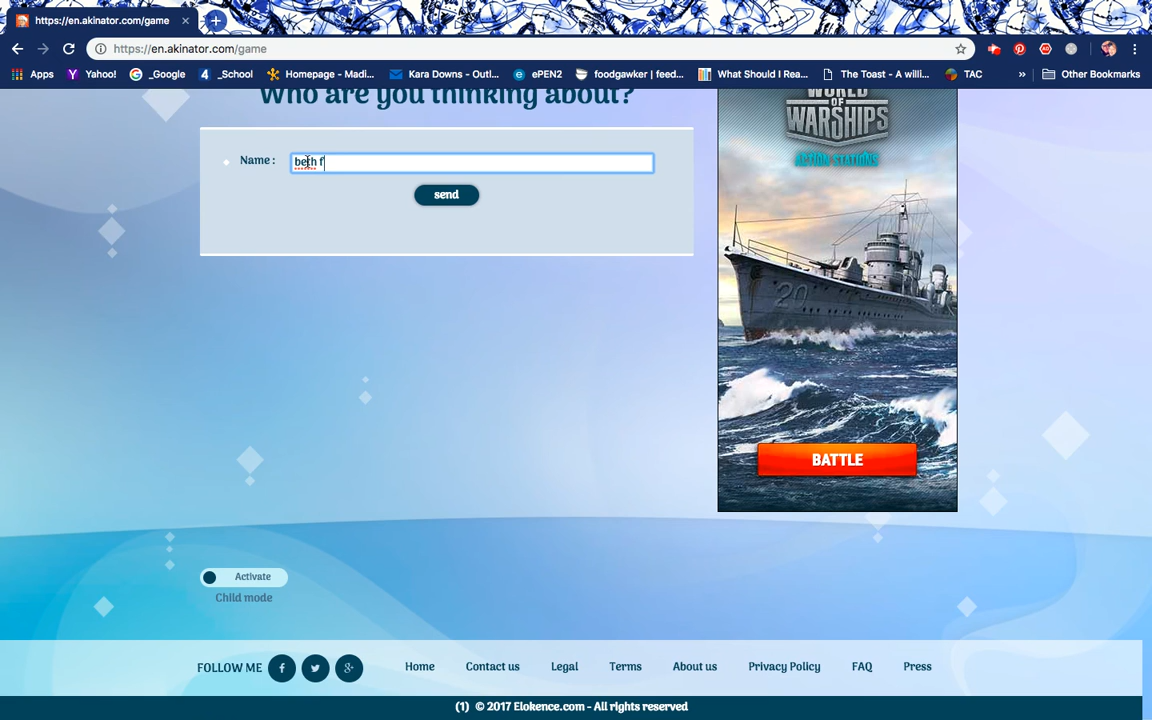 https://en.akinator.com/game
https://en.akinator.com/game
Apps
Yahoo!
_Google
_School
Homepage - Madi...
Kara Downs - Outl...
ePEN2
foodgawker | feed...
What Should I Rea...
The Toast - A willi...
TAC
»
Other Bookmarks
Who are you thinking about?
Name :
beth f
send
WORLD
OF
WARSHIPS
ACTION STATIONS
20
BATTLE
Activate
Child mode
FOLLOW ME
Home
Contact us
Legal
Terms
About us
Privacy Policy
FAQ
Press
(1) © 2017 Elokence.com - All rights reserved